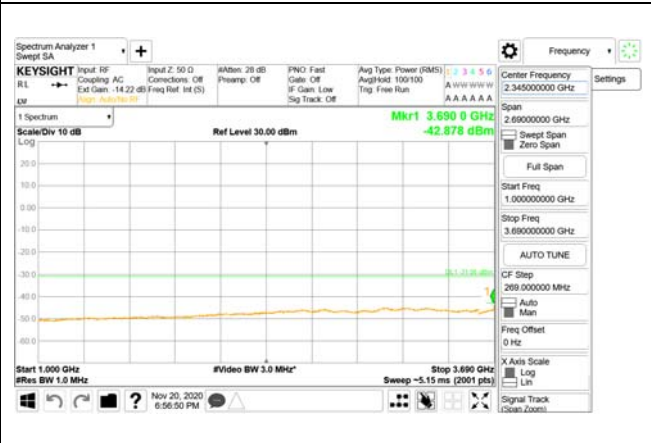 Spectrum Analyzer 1
Swept SA
+
Frequency
KEYSIGHT
Input: RF
Coupling: AC
Ext Gain: -14.22 dB
Align: Auto/No RF
Input Z: 50 Ω
Corrections: Off
Freq Ref: Int (S)
#Atten: 28 dB
Preamp: Off
PNO: Fast
Gate: Off
IF Gain: Low
Sig Track: Off
Avg Type: Power (RMS)
Avg|Hold: 100/100
Trig: Free Run
1 2 3 4 5 6
A W W W W W
A A A A A A
R L
Center Frequency
2.345000000 GHz
Settings
1 Spectrum
Mkr1 3.690 0 GHz
-42.878 dBm
Scale/Div 10 dB
Ref Level 30.00 dBm
Log
20.0
10.0
0.00
-10.0
-20.0
-30.0
-40.0
-50.0
-60.0
1
Start 1.000 GHz
#Res BW 1.0 MHz
#Video BW 3.0 MHz*
Stop 3.690 GHz
Sweep ~5.15 ms (2001 pts)
Span
2.69000000 GHz
Swept Span
Zero Span
Full Span
Start Freq
1.000000000 GHz
Stop Freq
3.690000000 GHz
AUTO TUNE
CF Step
269.000000 MHz
Auto
Man
Freq Offset
0 Hz
X Axis Scale
Log
Lin
Signal Track
(Span Zoom)
?
Nov 20, 2020
6:56:50 PM